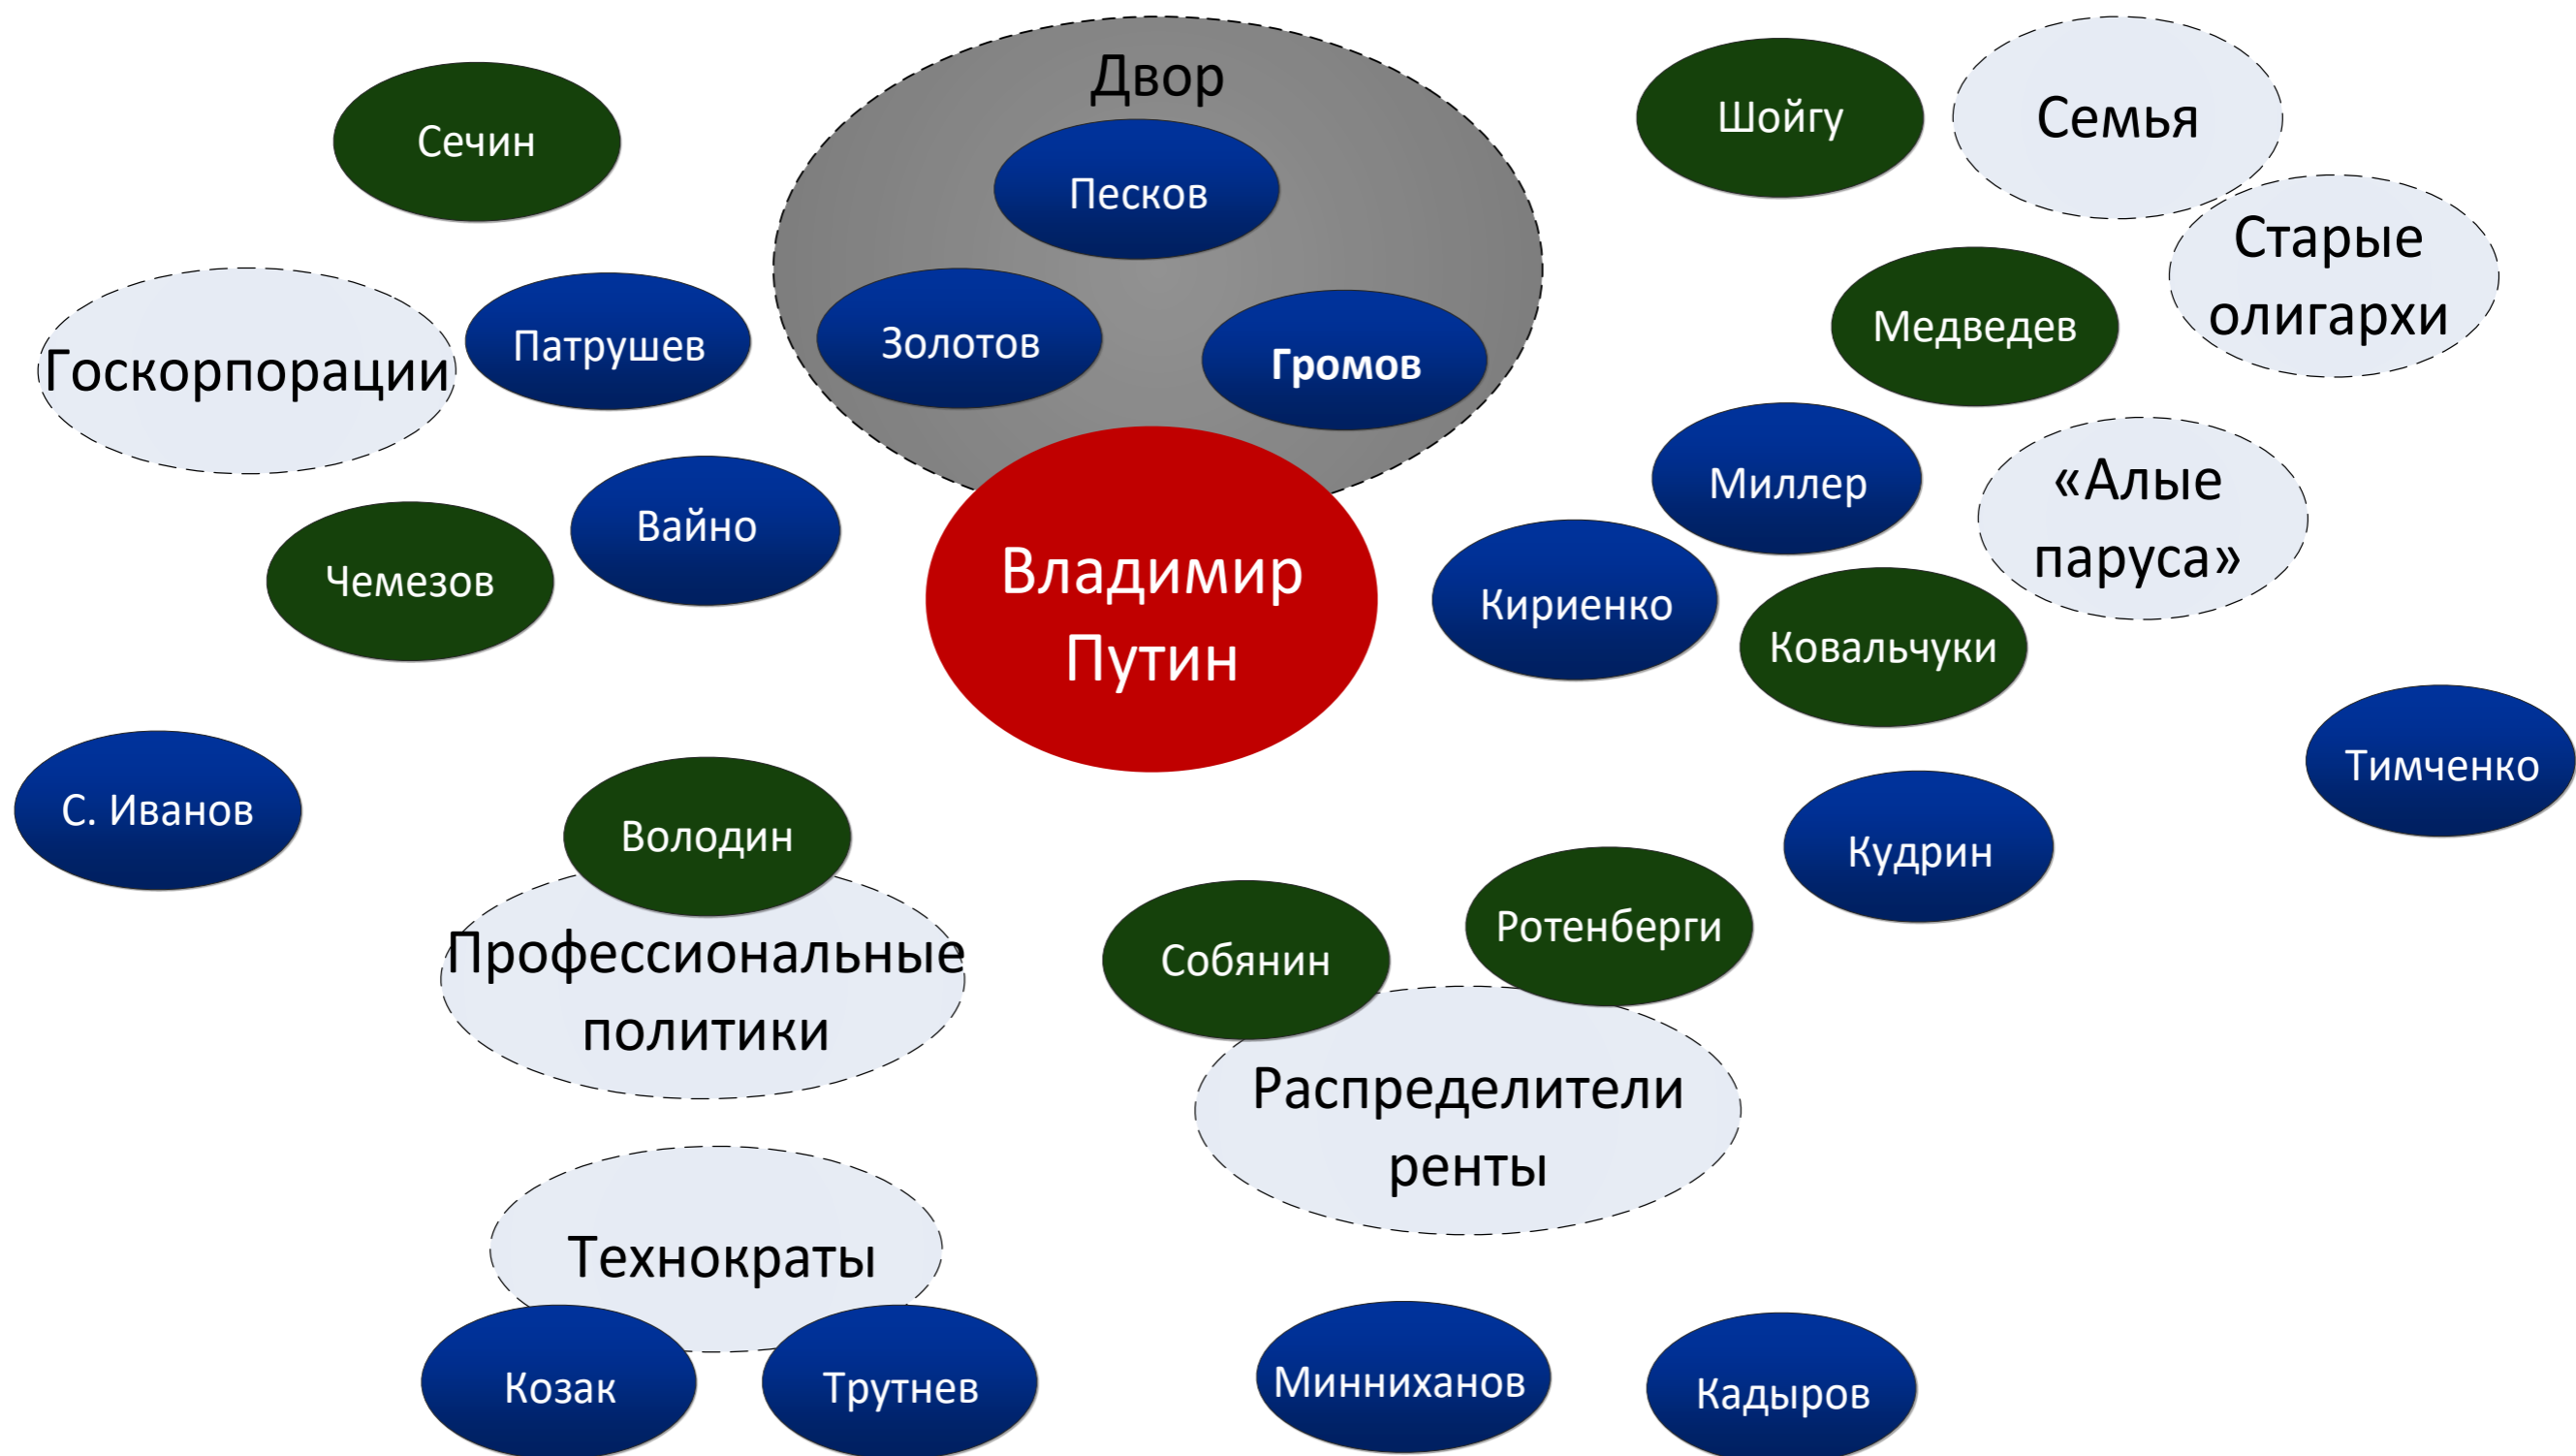 Двор
Шойгу
Семья
Сечин
Песков
Старые
олигархи
Медведев
Золотов
Патрушев
Громов
Госкорпорации
Миллер
«Алые
паруса»
Вайно
Владимир
Путин
Чемезов
Кириенко
Ковальчуки
Тимченко
С. Иванов
Володин
Кудрин
Ротенберги
Собянин
Профессиональные
политики
Распределители
ренты
Технократы
Козак
Трутнев
Минниханов
Кадыров